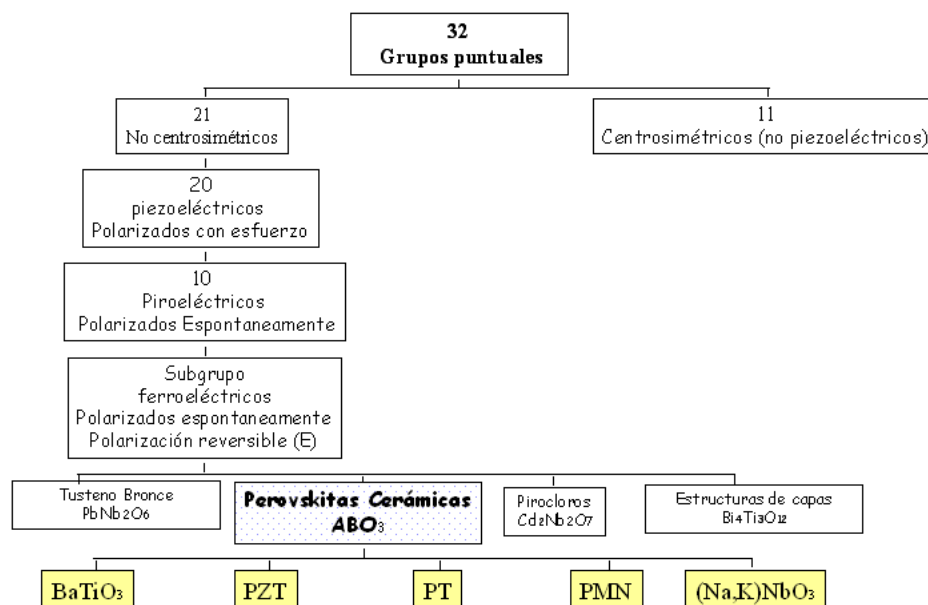 32
Grupos puntuales
21
No centrosimétricos
11
Centrosimétricos (no piezoeléctricos)
20
piezoeléctricos
Polarizados con esfuerzo
10
Piroeléctricos
Polarizados Espontaneamente
Subgrupo
ferroeléctricos
Polarizados espontaneamente
Polarización reversible (E)
Tusteno Bronce
PbNb₂O₆
Perovskitas Cerámicas
ABO₃
Pirocloros
Cd₂Nb₂O₇
Estructuras de capas
Bi₄Ti₃O₁₂
BaTiO₃
PZT
PT
PMN
(Na,K)NbO₃